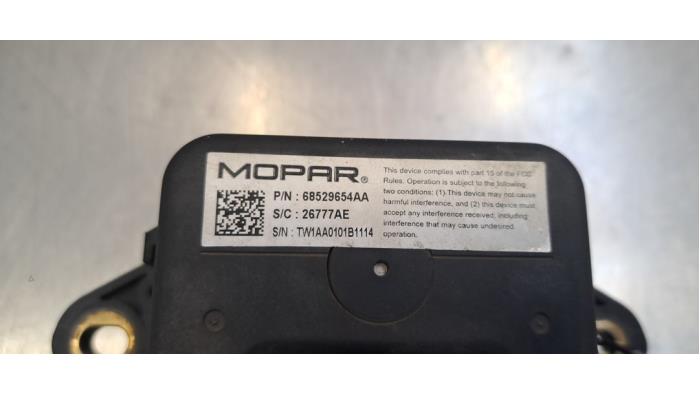 MOPAR®
P/N : 68529654AA
S/C : 26777AE
S/N : TW1AA0101B1114
This device complies with part 15 of the FCC
Rules. Operation is subject to the following
two conditions: (1) This device may not cause
harmful interference, and (2) this device must
accept any interference received, including
interference that may cause undesired
operation.